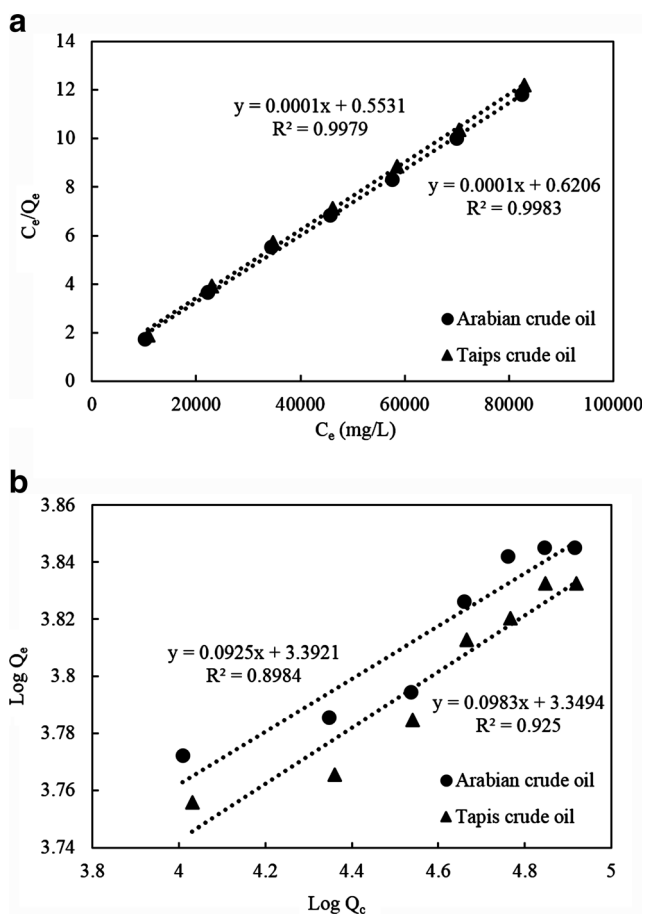 a
14
12
10
8
6
4
2
0
C_e/Q_e
y = 0.0001x + 0.5531
R² = 0.9979
y = 0.0001x + 0.6206
R² = 0.9983
Arabian crude oil
Taips crude oil
0 20000 40000 60000 80000 100000
C_e (mg/L)
b
3.86
3.84
3.82
3.8
3.78
3.76
3.74
Log Q_e
y = 0.0925x + 3.3921
R² = 0.8984
y = 0.0983x + 3.3494
R² = 0.925
Arabian crude oil
Tapis crude oil
3.8 4 4.2 4.4 4.6 4.8 5
Log Q_c